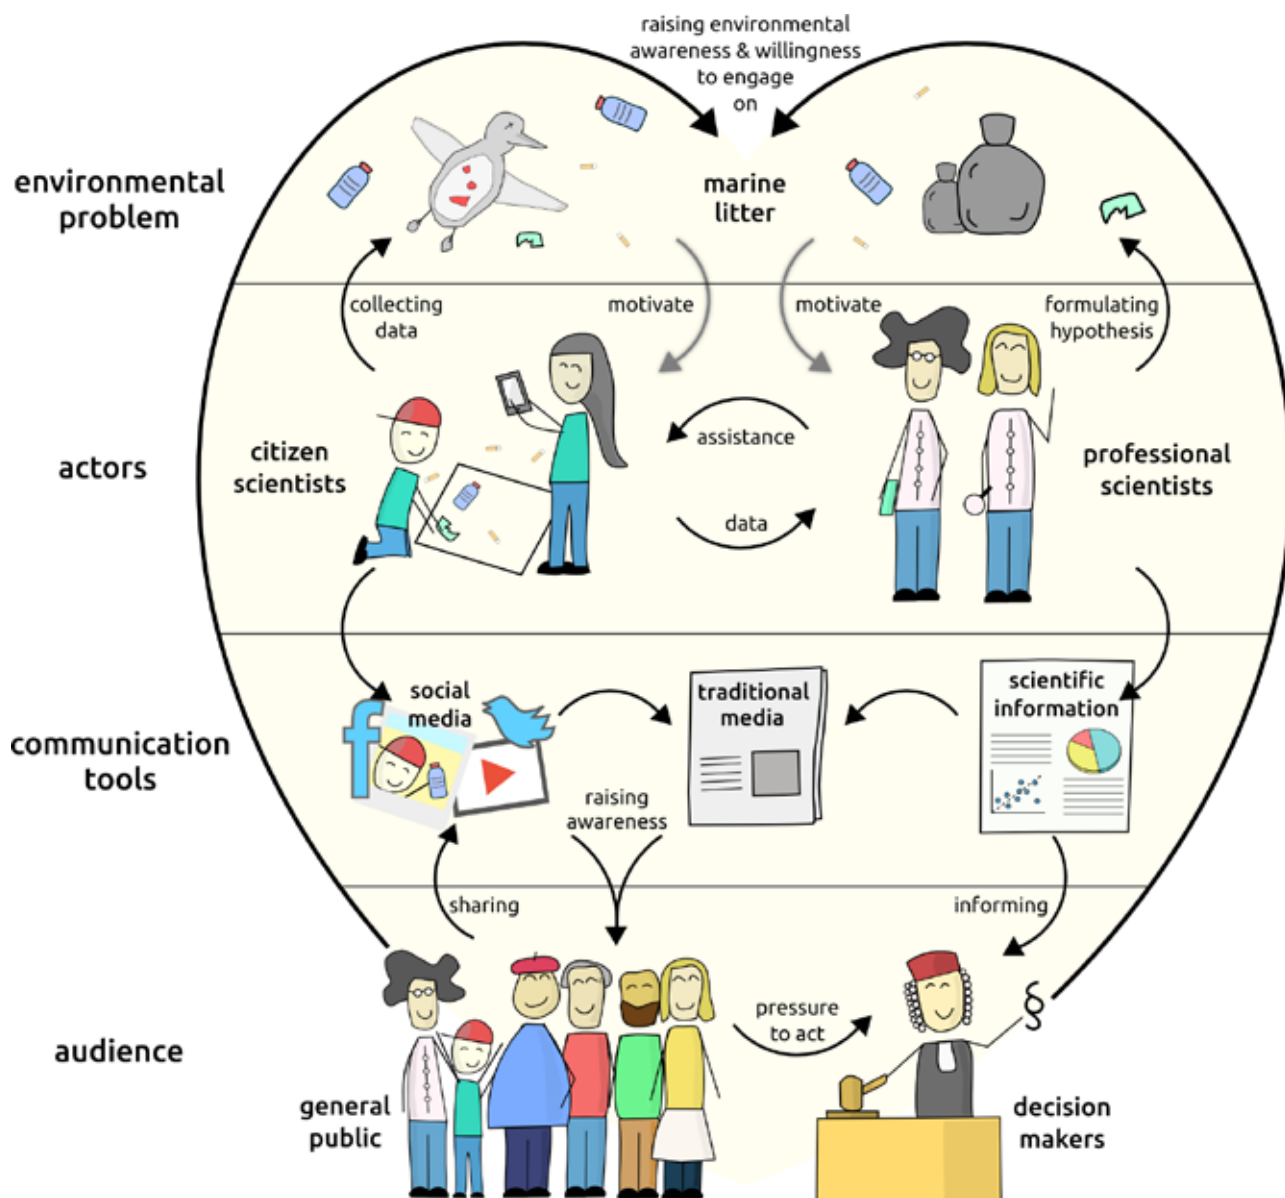 raising environmental
awareness & willingness
to engage
on
environmental
problem
marine
litter
collecting
data
motivate
motivate
formulating
hypothesis
actors
citizen
scientists
assistance
data
professional
scientists
communication
tools
social
media
traditional
media
scientific
information
raising
awareness
sharing
informing
audience
general
public
pressure
to act
decision
makers